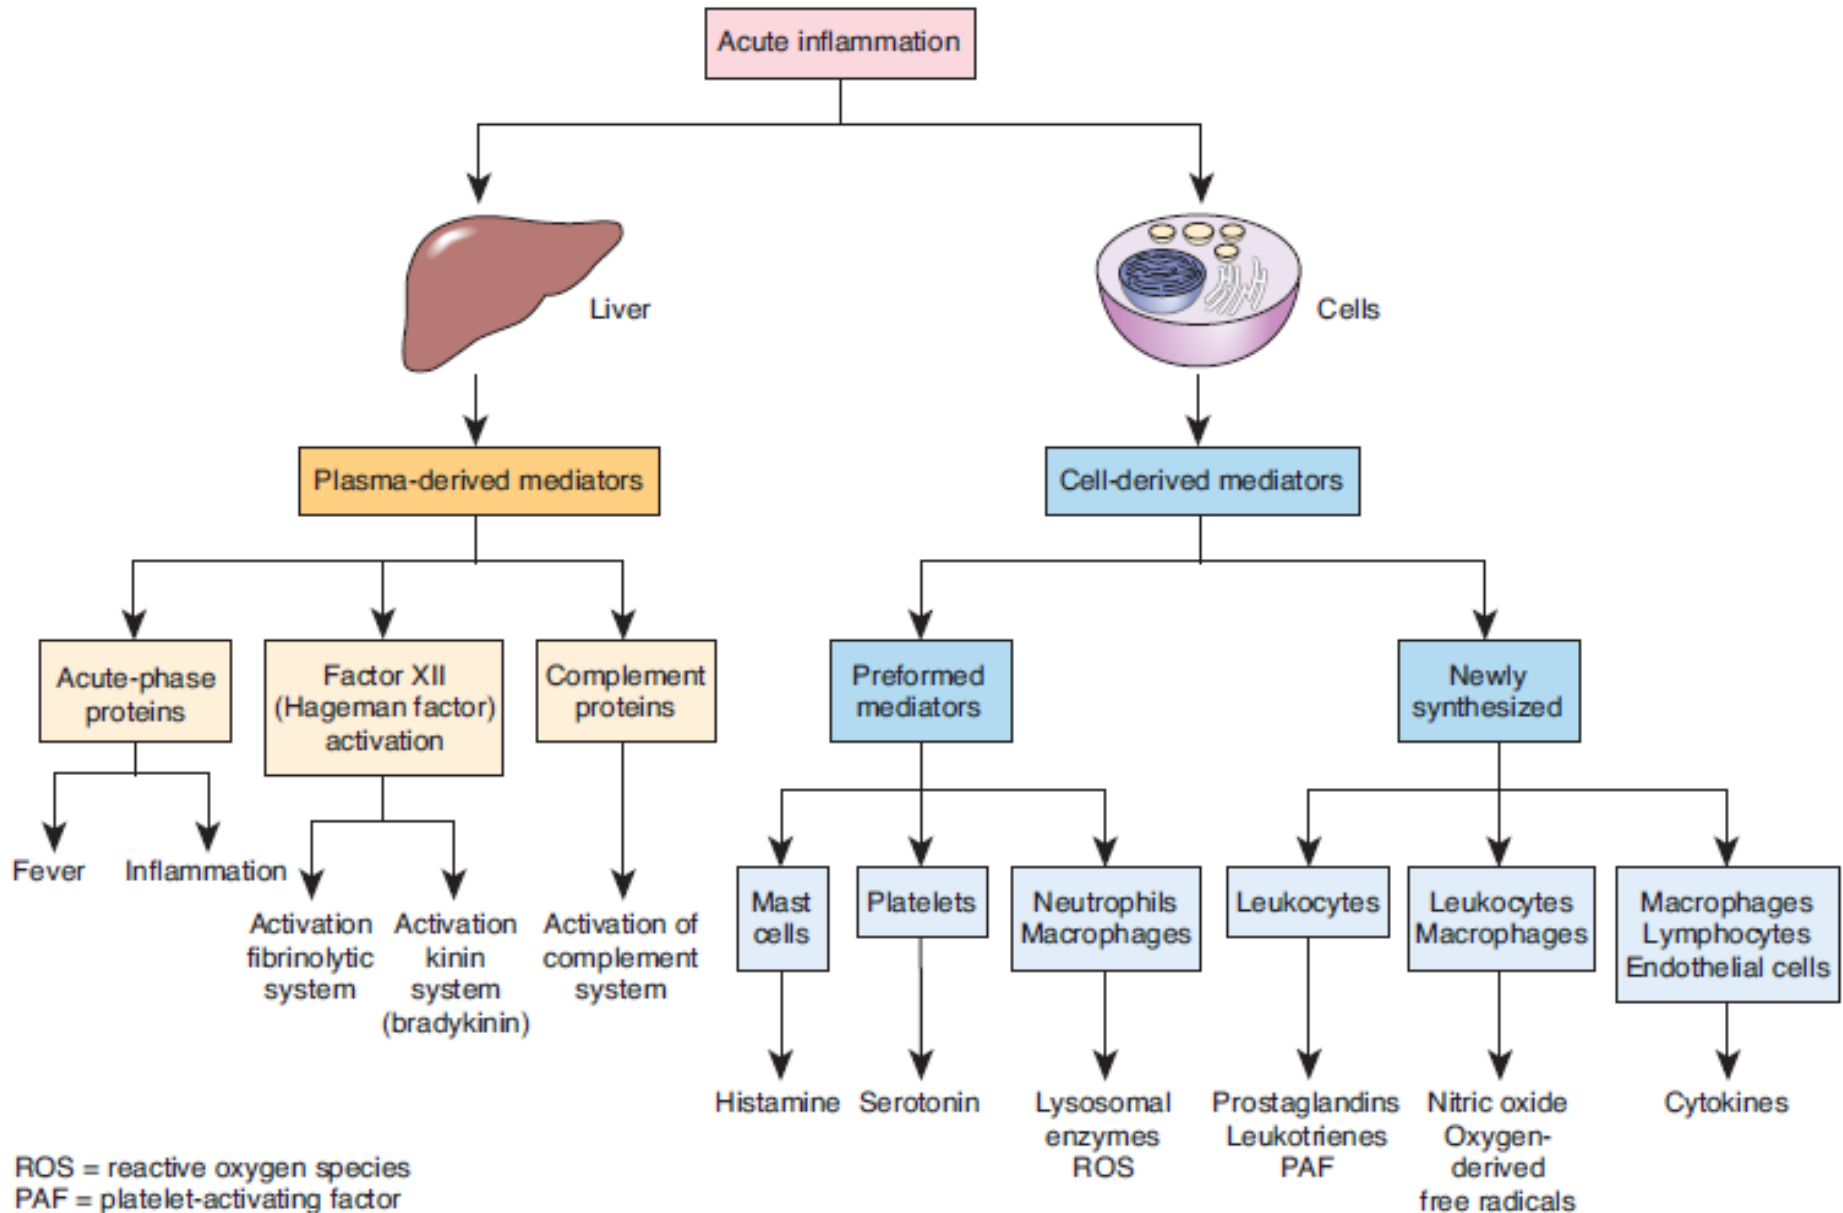 Acute inflammation
Liver
Cells
Plasma-derived mediators
Cell-derived mediators
Acute-phase
proteins
Factor XII
(Hageman factor)
activation
Complement
proteins
Preformed
mediators
Newly
synthesized
Fever
Inflammation
Activation
fibrinolytic
system
Activation
kinin
system
(bradykinin)
Activation of
complement
system
Mast
cells
Platelets
Neutrophils
Macrophages
Leukocytes
Leukocytes
Macrophages
Macrophages
Lymphocytes
Endothelial cells
Histamine
Serotonin
Lysosomal
enzymes
ROS
Prostaglandins
Leukotrienes
PAF
Nitric oxide
Oxygen-
derived
free radicals
Cytokines
ROS = reactive oxygen species
PAF = platelet-activating factor